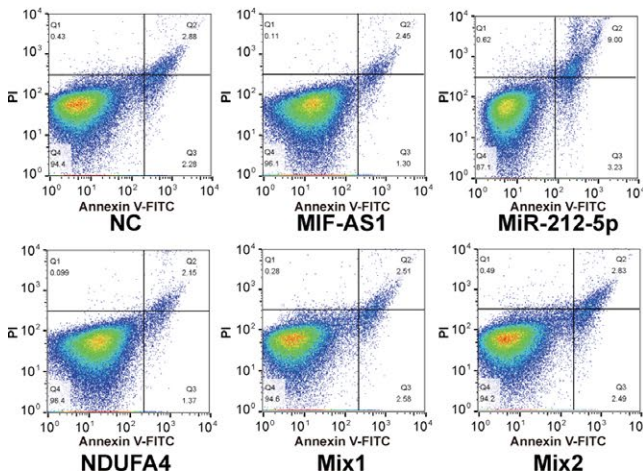 10⁴
10³
10²
10¹
10⁰
PI
Q1
0.43
Q2
2.88
Q4
94.4
Q3
2.28
10⁰ 10¹ 10² 10³ 10⁴
Annexin V-FITC
NC
10⁴
10³
10²
10¹
10⁰
PI
Q1
0.11
Q2
2.45
Q4
96.1
Q3
1.30
10⁰ 10¹ 10² 10³ 10⁴
Annexin V-FITC
MIF-AS1
10⁴
10³
10²
10¹
10⁰
PI
Q1
0.62
Q2
9.00
Q4
87.1
Q3
3.23
10⁰ 10¹ 10² 10³ 10⁴
Annexin V-FITC
MiR-212-5p
10⁴
10³
10²
10¹
10⁰
PI
Q1
0.099
Q2
2.15
Q4
96.4
Q3
1.37
10⁰ 10¹ 10² 10³ 10⁴
Annexin V-FITC
NDUFA4
10⁴
10³
10²
10¹
10⁰
PI
Q1
0.28
Q2
2.51
Q4
94.6
Q3
2.58
10⁰ 10¹ 10² 10³ 10⁴
Annexin V-FITC
Mix1
10⁴
10³
10²
10¹
10⁰
PI
Q1
0.49
Q2
2.83
Q4
94.2
Q3
2.49
10⁰ 10¹ 10² 10³ 10⁴
Annexin V-FITC
Mix2